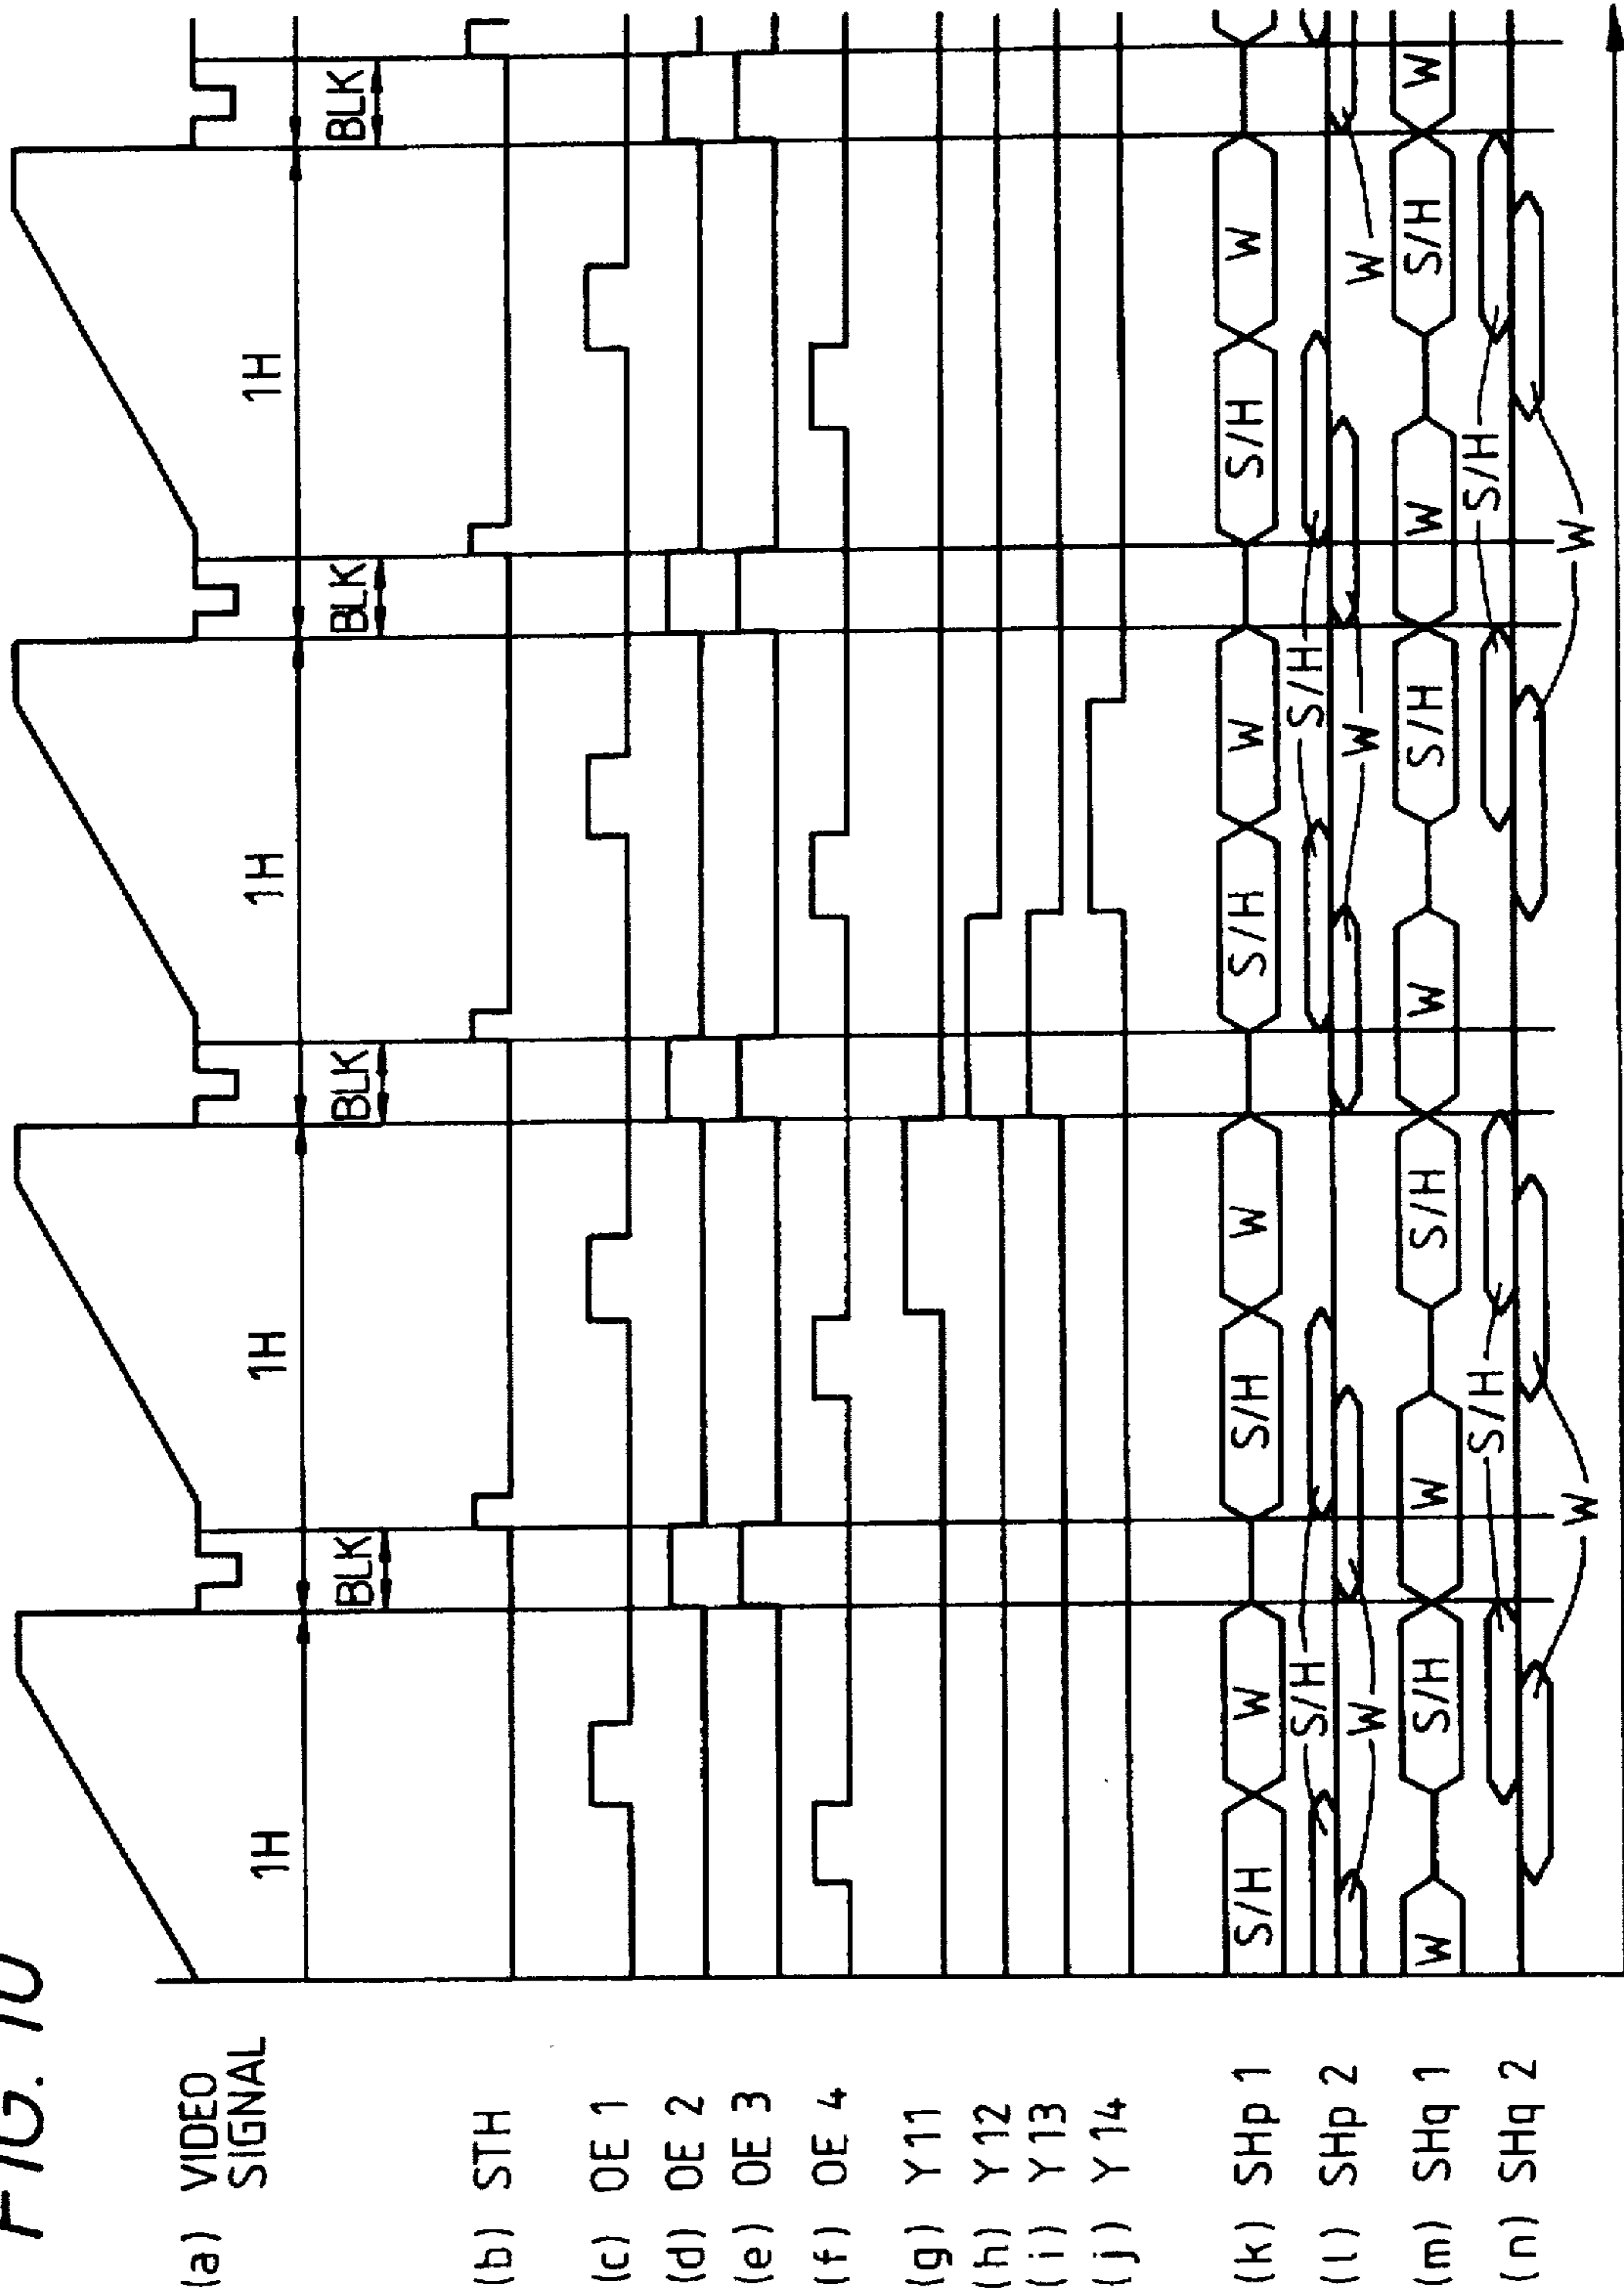 FIG. 10
(a) VIDEO SIGNAL
1H 1H 1H 1H
BLK BLK BLK BLK
(b) STH
(c) OE 1
(d) OE 2
(e) OE 3
(f) OE 4
(g) Y11
(h) Y12
(i) Y13
(j) Y14
(k) SHp 1
S/H W S/H W S/H W S/H W
(l) SHp 2
S/H S/H
W W W
(m) SHq 1
W S/H W S/H W S/H W S/H W
(n) SHq 2
S/H S/H
W W